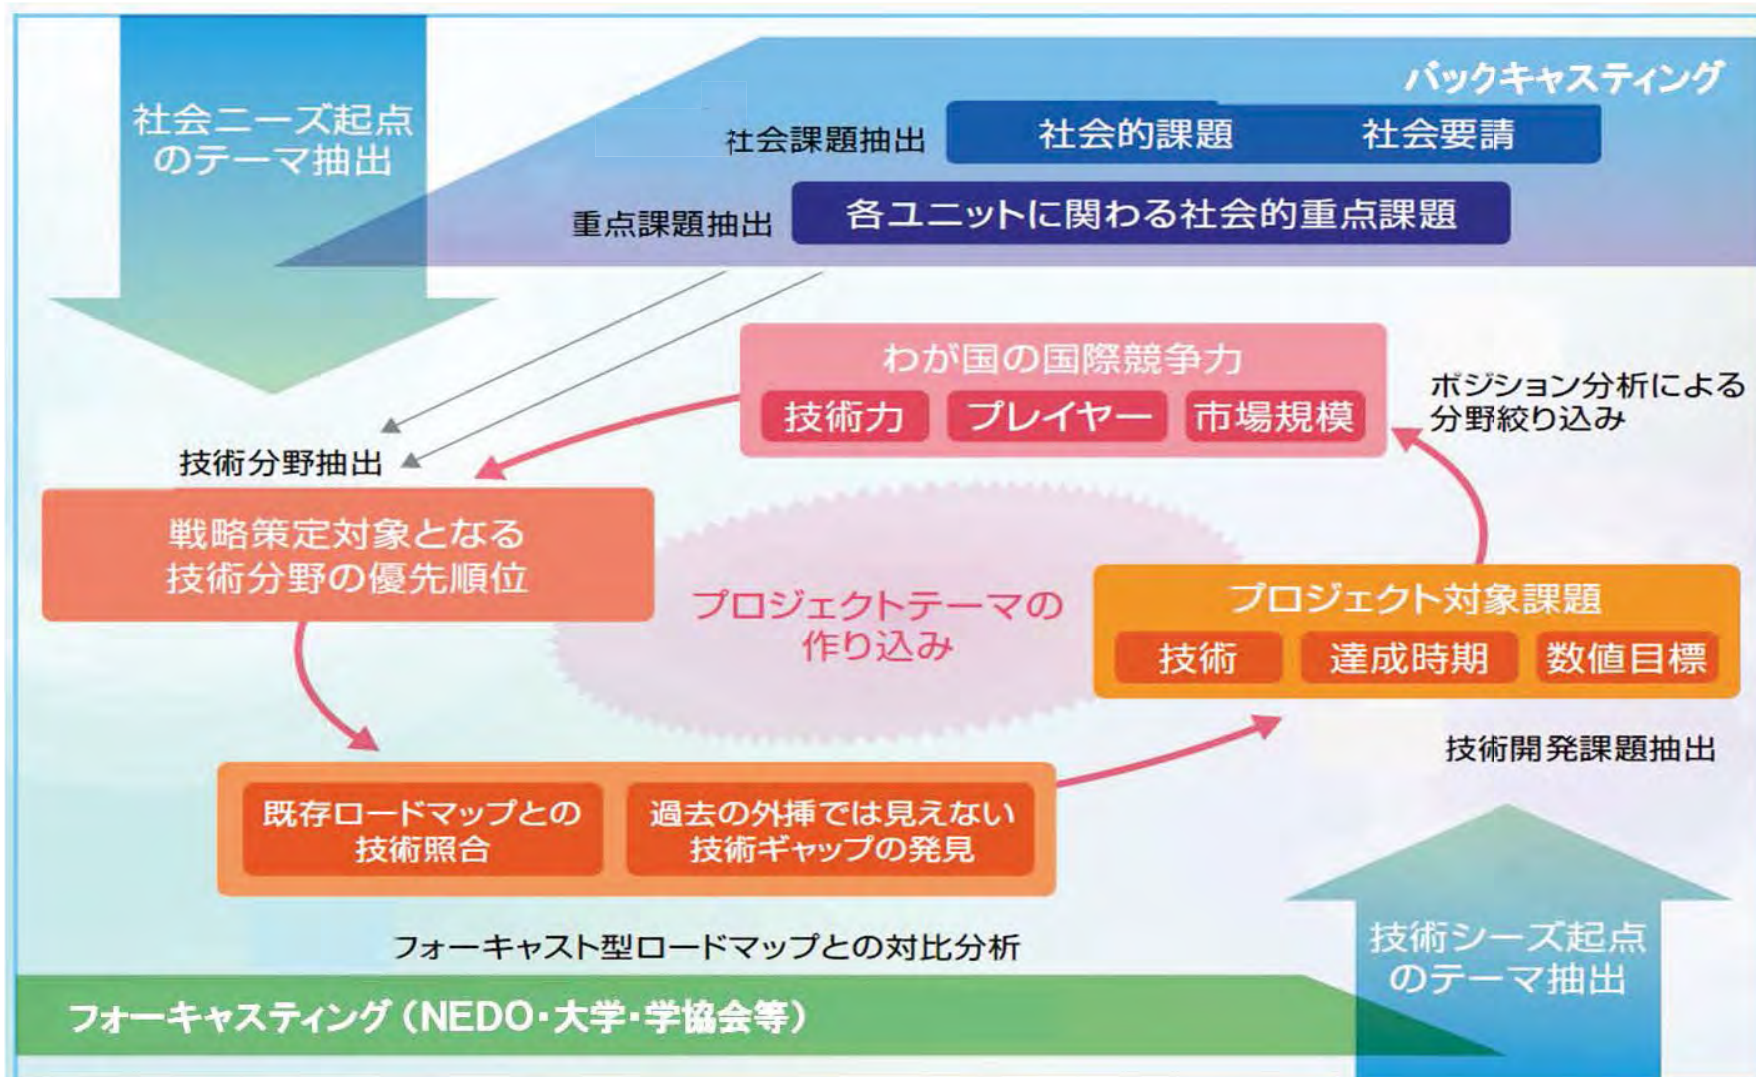 バックキャスティング
社会ニーズ起点
のテーマ抽出
社会課題抽出
社会的課題
社会要請
重点課題抽出
各ユニットに関わる社会的重点課題
わが国の国際競争力
技術力
プレイヤー
市場規模
ポジション分析による
分野絞り込み
技術分野抽出
戦略策定対象となる
技術分野の優先順位
プロジェクトテーマの
作り込み
プロジェクト対象課題
技術
達成時期
数値目標
技術開発課題抽出
既存ロードマップとの
技術照合
過去の外挿では見えない
技術ギャップの発見
フォーキャスト型ロードマップとの対比分析
技術シーズ起点
のテーマ抽出
フォーキャスティング（NEDO・大学・学協会等）